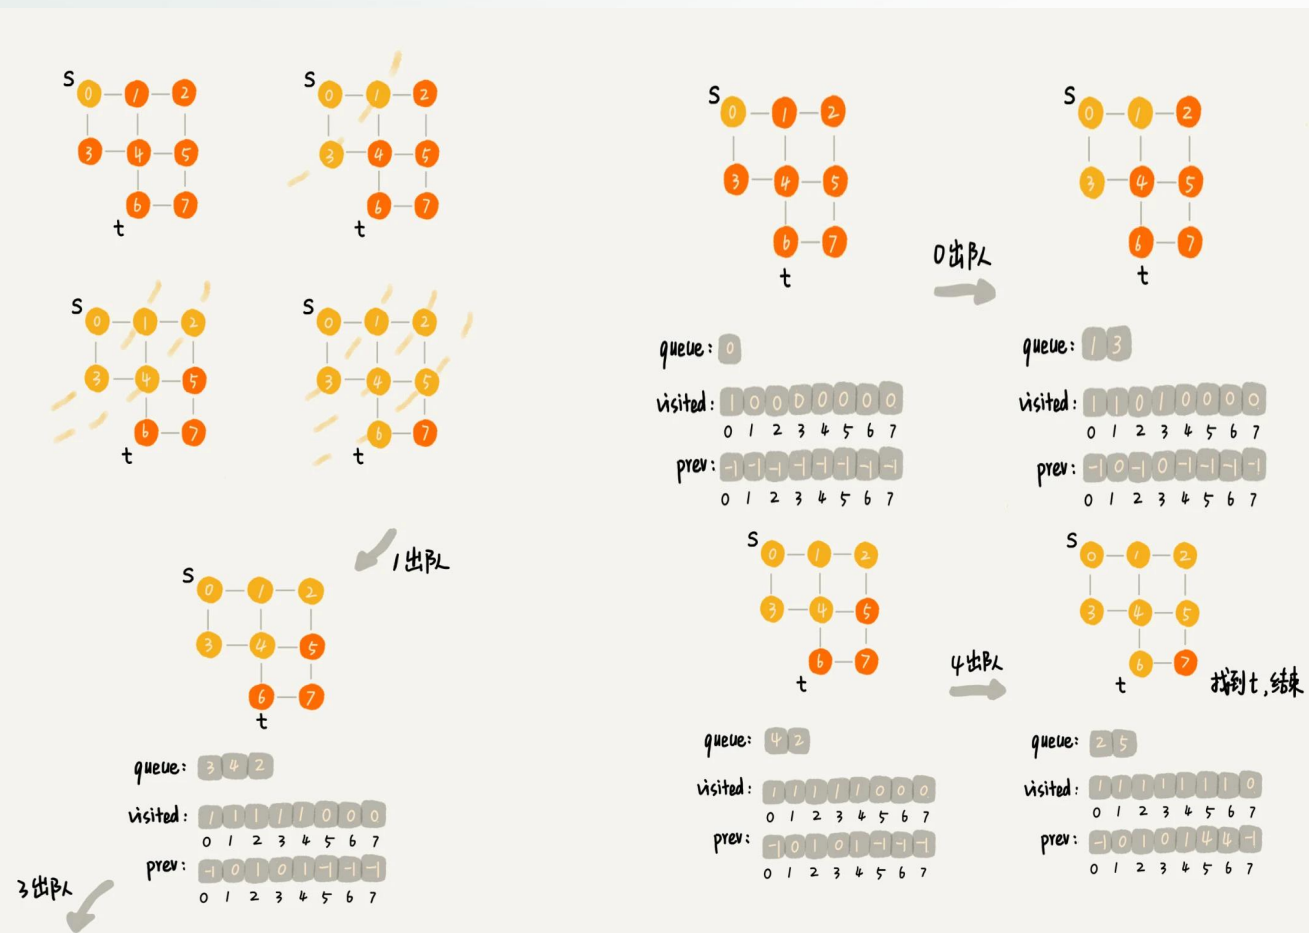 S
0 1 2
3 4 5
6 7
t
S
0 1 2
3 4 5
6 7
t
S
0 1 2
3 4 5
6 7
t
S
0 1 2
3 4 5
6 7
t
S
0 1 2
3 4 5
6 7
t
queue: 0
visited: 1 0 0 0 0 0 0 0
0 1 2 3 4 5 6 7
prev: -1 -1 -1 -1 -1 -1 -1 -1
0 1 2 3 4 5 6 7
0出队
S
0 1 2
3 4 5
6 7
t
queue: 1 3
visited: 1 1 0 1 0 0 0 0
0 1 2 3 4 5 6 7
prev: -1 0 -1 0 -1 -1 -1 -1
0 1 2 3 4 5 6 7
1出队
S
0 1 2
3 4 5
6 7
t
queue: 3 4 2
visited: 1 1 1 1 1 0 0 0
0 1 2 3 4 5 6 7
prev: -1 0 1 0 1 -1 -1 -1
0 1 2 3 4 5 6 7
3出队
S
0 1 2
3 4 5
6 7
t
queue: 4 2
visited: 1 1 1 1 1 0 0 0
0 1 2 3 4 5 6 7
prev: -1 0 1 0 1 -1 -1 -1
0 1 2 3 4 5 6 7
4出队
S
0 1 2
3 4 5
6 7
t
找到t,结束
queue: 2 5
visited: 1 1 1 1 1 1 1 0
0 1 2 3 4 5 6 7
prev: -1 0 1 0 1 4 4 -1
0 1 2 3 4 5 6 7